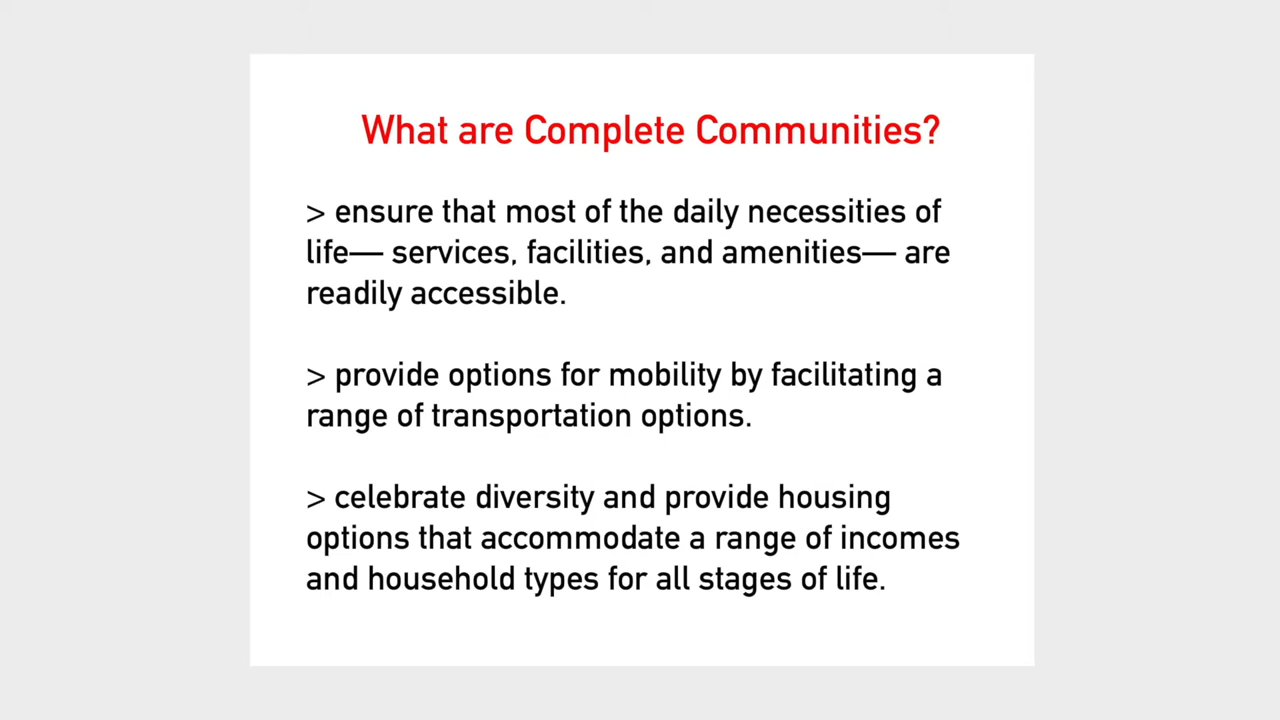 What are Complete Communities?
> ensure that most of the daily necessities of
life— services, facilities, and amenities— are
readily accessible.
> provide options for mobility by facilitating a
range of transportation options.
> celebrate diversity and provide housing
options that accommodate a range of incomes
and household types for all stages of life.